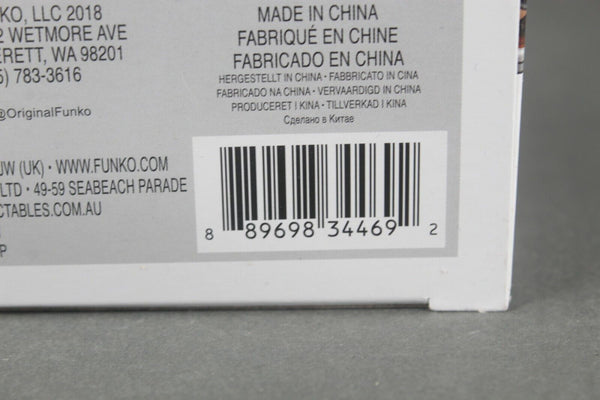 KO, LLC 2018
2 WETMORE AVE
ERETT, WA 98201
5) 783-3616
@OriginalFunko
JW (UK) · WWW.FUNKO.COM
LTD · 49-59 SEABEACH PARADE
CTABLES.COM.AU
P
MADE IN CHINA
FABRIQUÉ EN CHINE
FABRICADO EN CHINA
HERGESTELLT IN CHINA · FABBRICATO IN CINA
FABRICADO NA CHINA · VERVAARDIGD IN CHINA
PRODUCERET I KINA · TILLVERKAD I KINA
Сделано в Китае
8 89698 34469 2